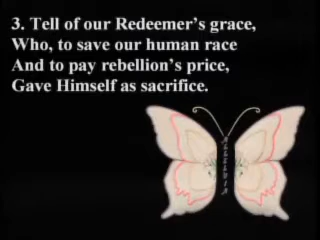 3. Tell of our Redeemer's grace,
Who, to save our human race
And to pay rebellion's price,
Gave Himself as sacrifice.
ALLELUIA